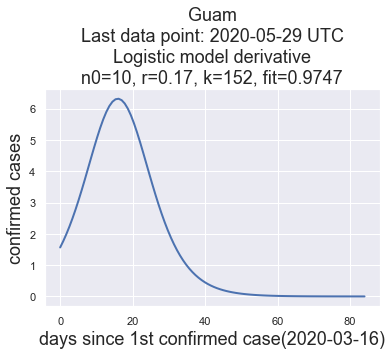 Guam
Last data point: 2020-05-29 UTC
Logistic model derivative
n0=10, r=0.17, k=152, fit=0.9747
6
5
4
3
2
1
0
confirmed cases
0 20 40 60 80
days since 1st confirmed case(2020-03-16)